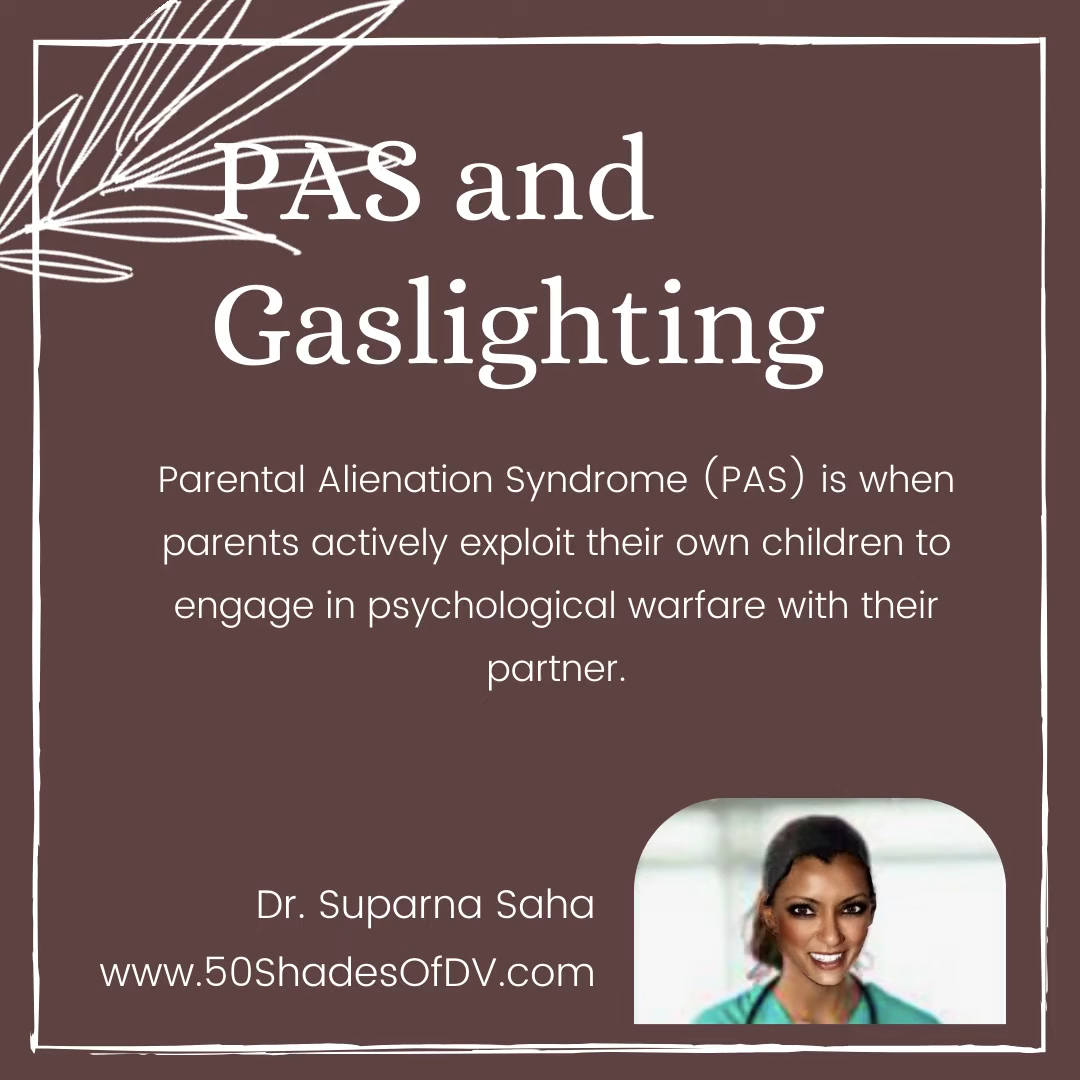 PAS and
Gaslighting
Parental Alienation Syndrome (PAS) is when
parents actively exploit their own children to
engage in psychological warfare with their
partner.
Dr. Suparna Saha
www.50ShadesOfDV.com